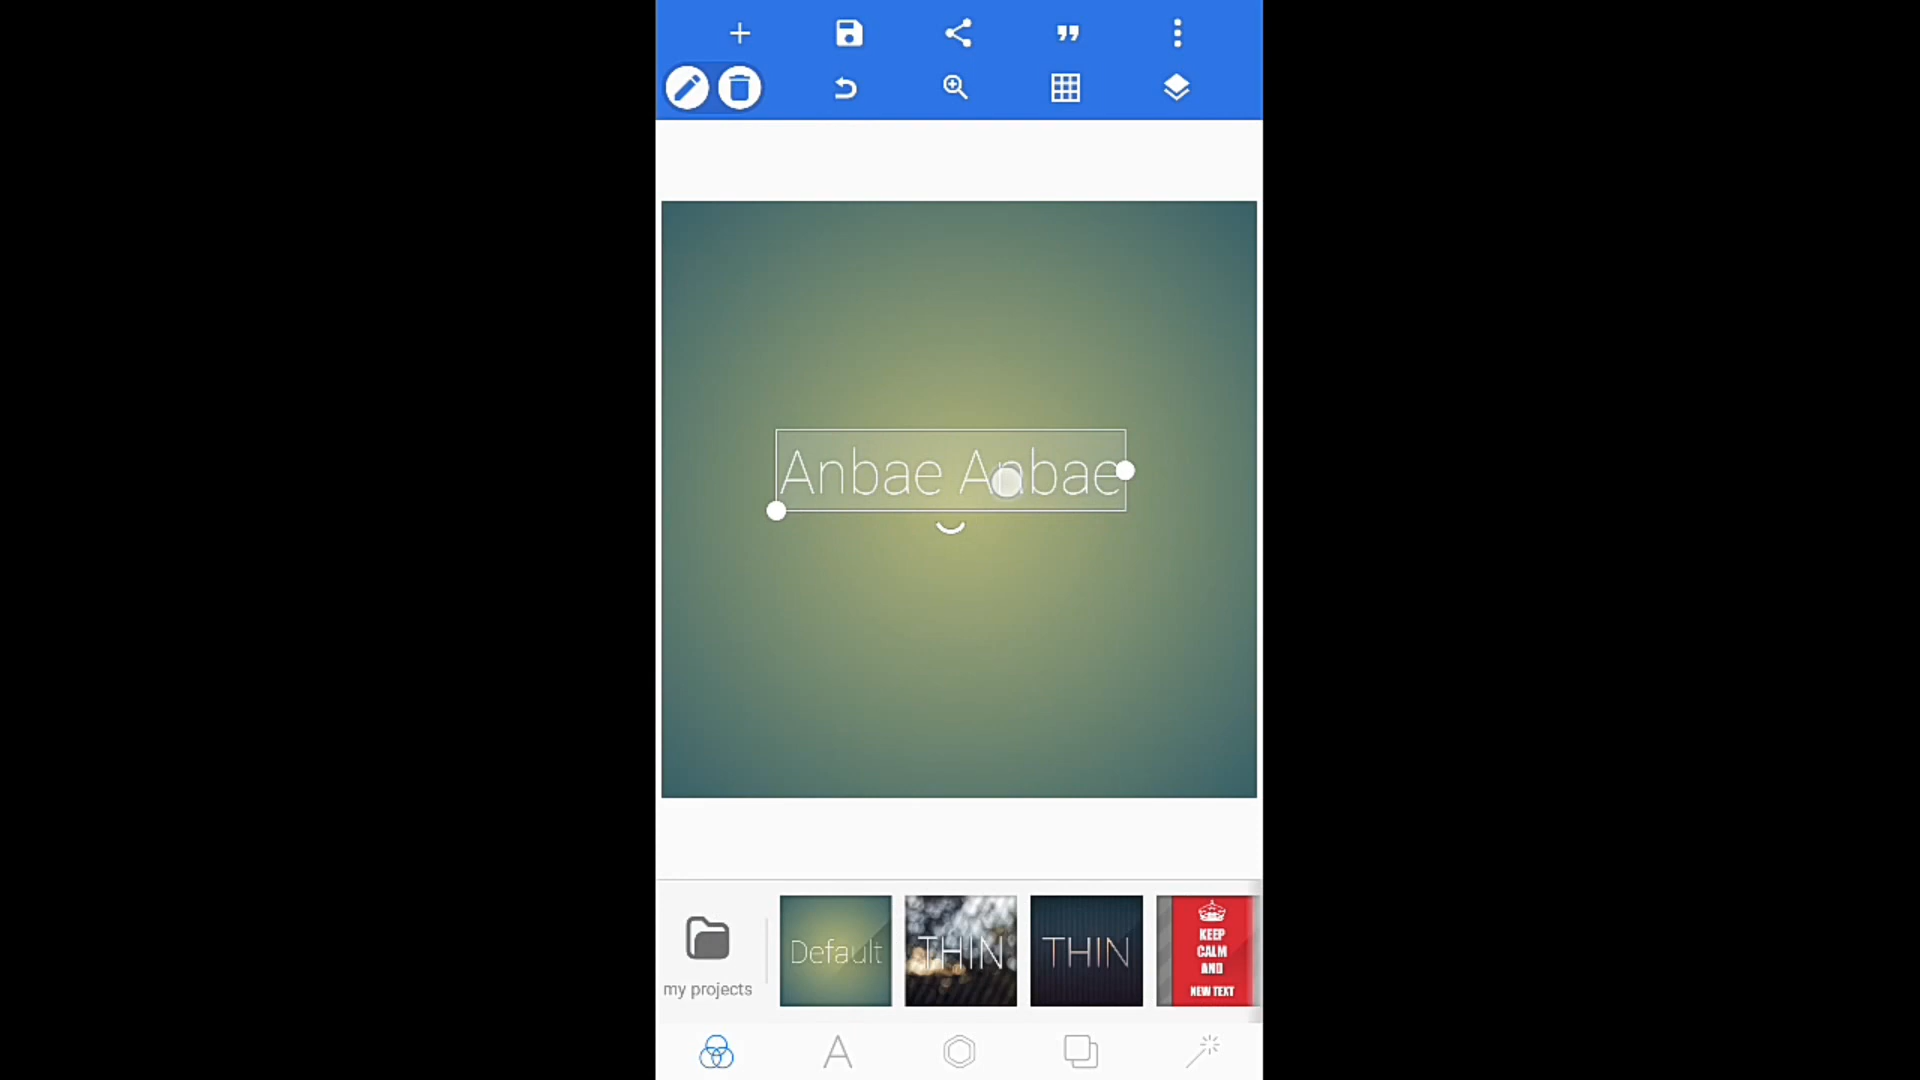 Anbae Anbae
my projects
Default
THIN
THIN
KEEP
CALM
AND
NEW TEXT